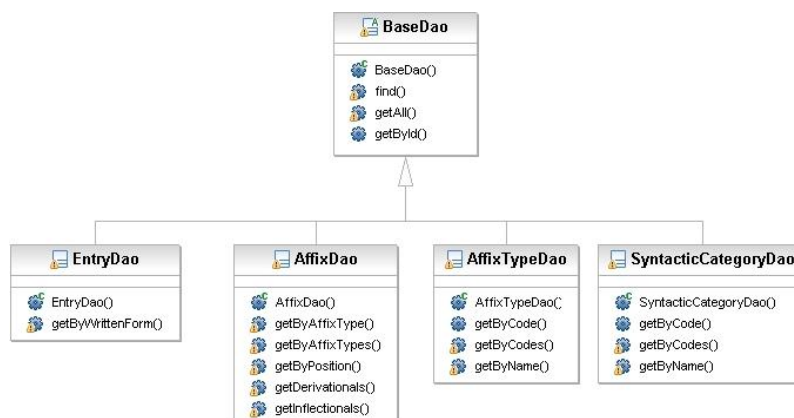 BaseDao
BaseDao()
find()
getAll()
getById()
EntryDao
EntryDao()
getByWrittenForm()
AffixDao
AffixDao()
getByAffixType()
getByAffixTypes()
getByPosition()
getDerivationals()
getInflectionals()
AffixTypeDao
AffixTypeDao()
getByCode()
getByCodes()
getByName()
SyntacticCategoryDao
SyntacticCategoryDao()
getByCode()
getByCodes()
getByName()